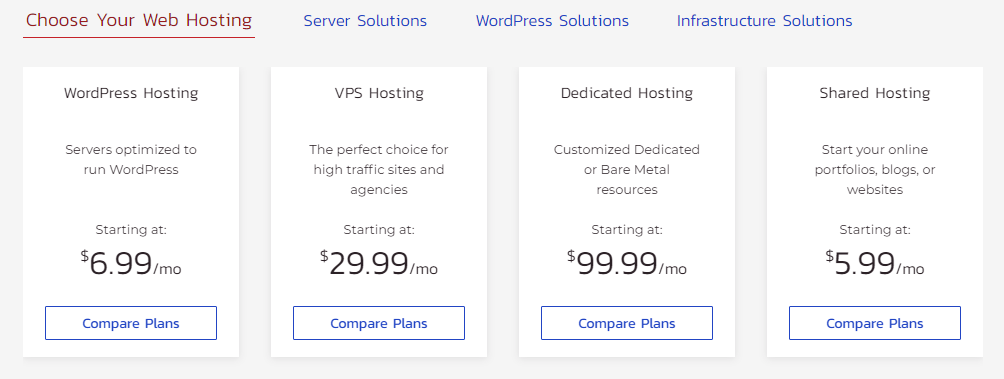 Choose Your Web Hosting
Server Solutions
WordPress Solutions
Infrastructure Solutions
WordPress Hosting
Servers optimized to
run WordPress
Starting at:
$6.99/mo
Compare Plans
VPS Hosting
The perfect choice for
high traffic sites and
agencies
Starting at:
$29.99/mo
Compare Plans
Dedicated Hosting
Customized Dedicated
or Bare Metal
resources
Starting at:
$99.99/mo
Compare Plans
Shared Hosting
Start your online
portfolios, blogs, or
websites
Starting at:
$5.99/mo
Compare Plans